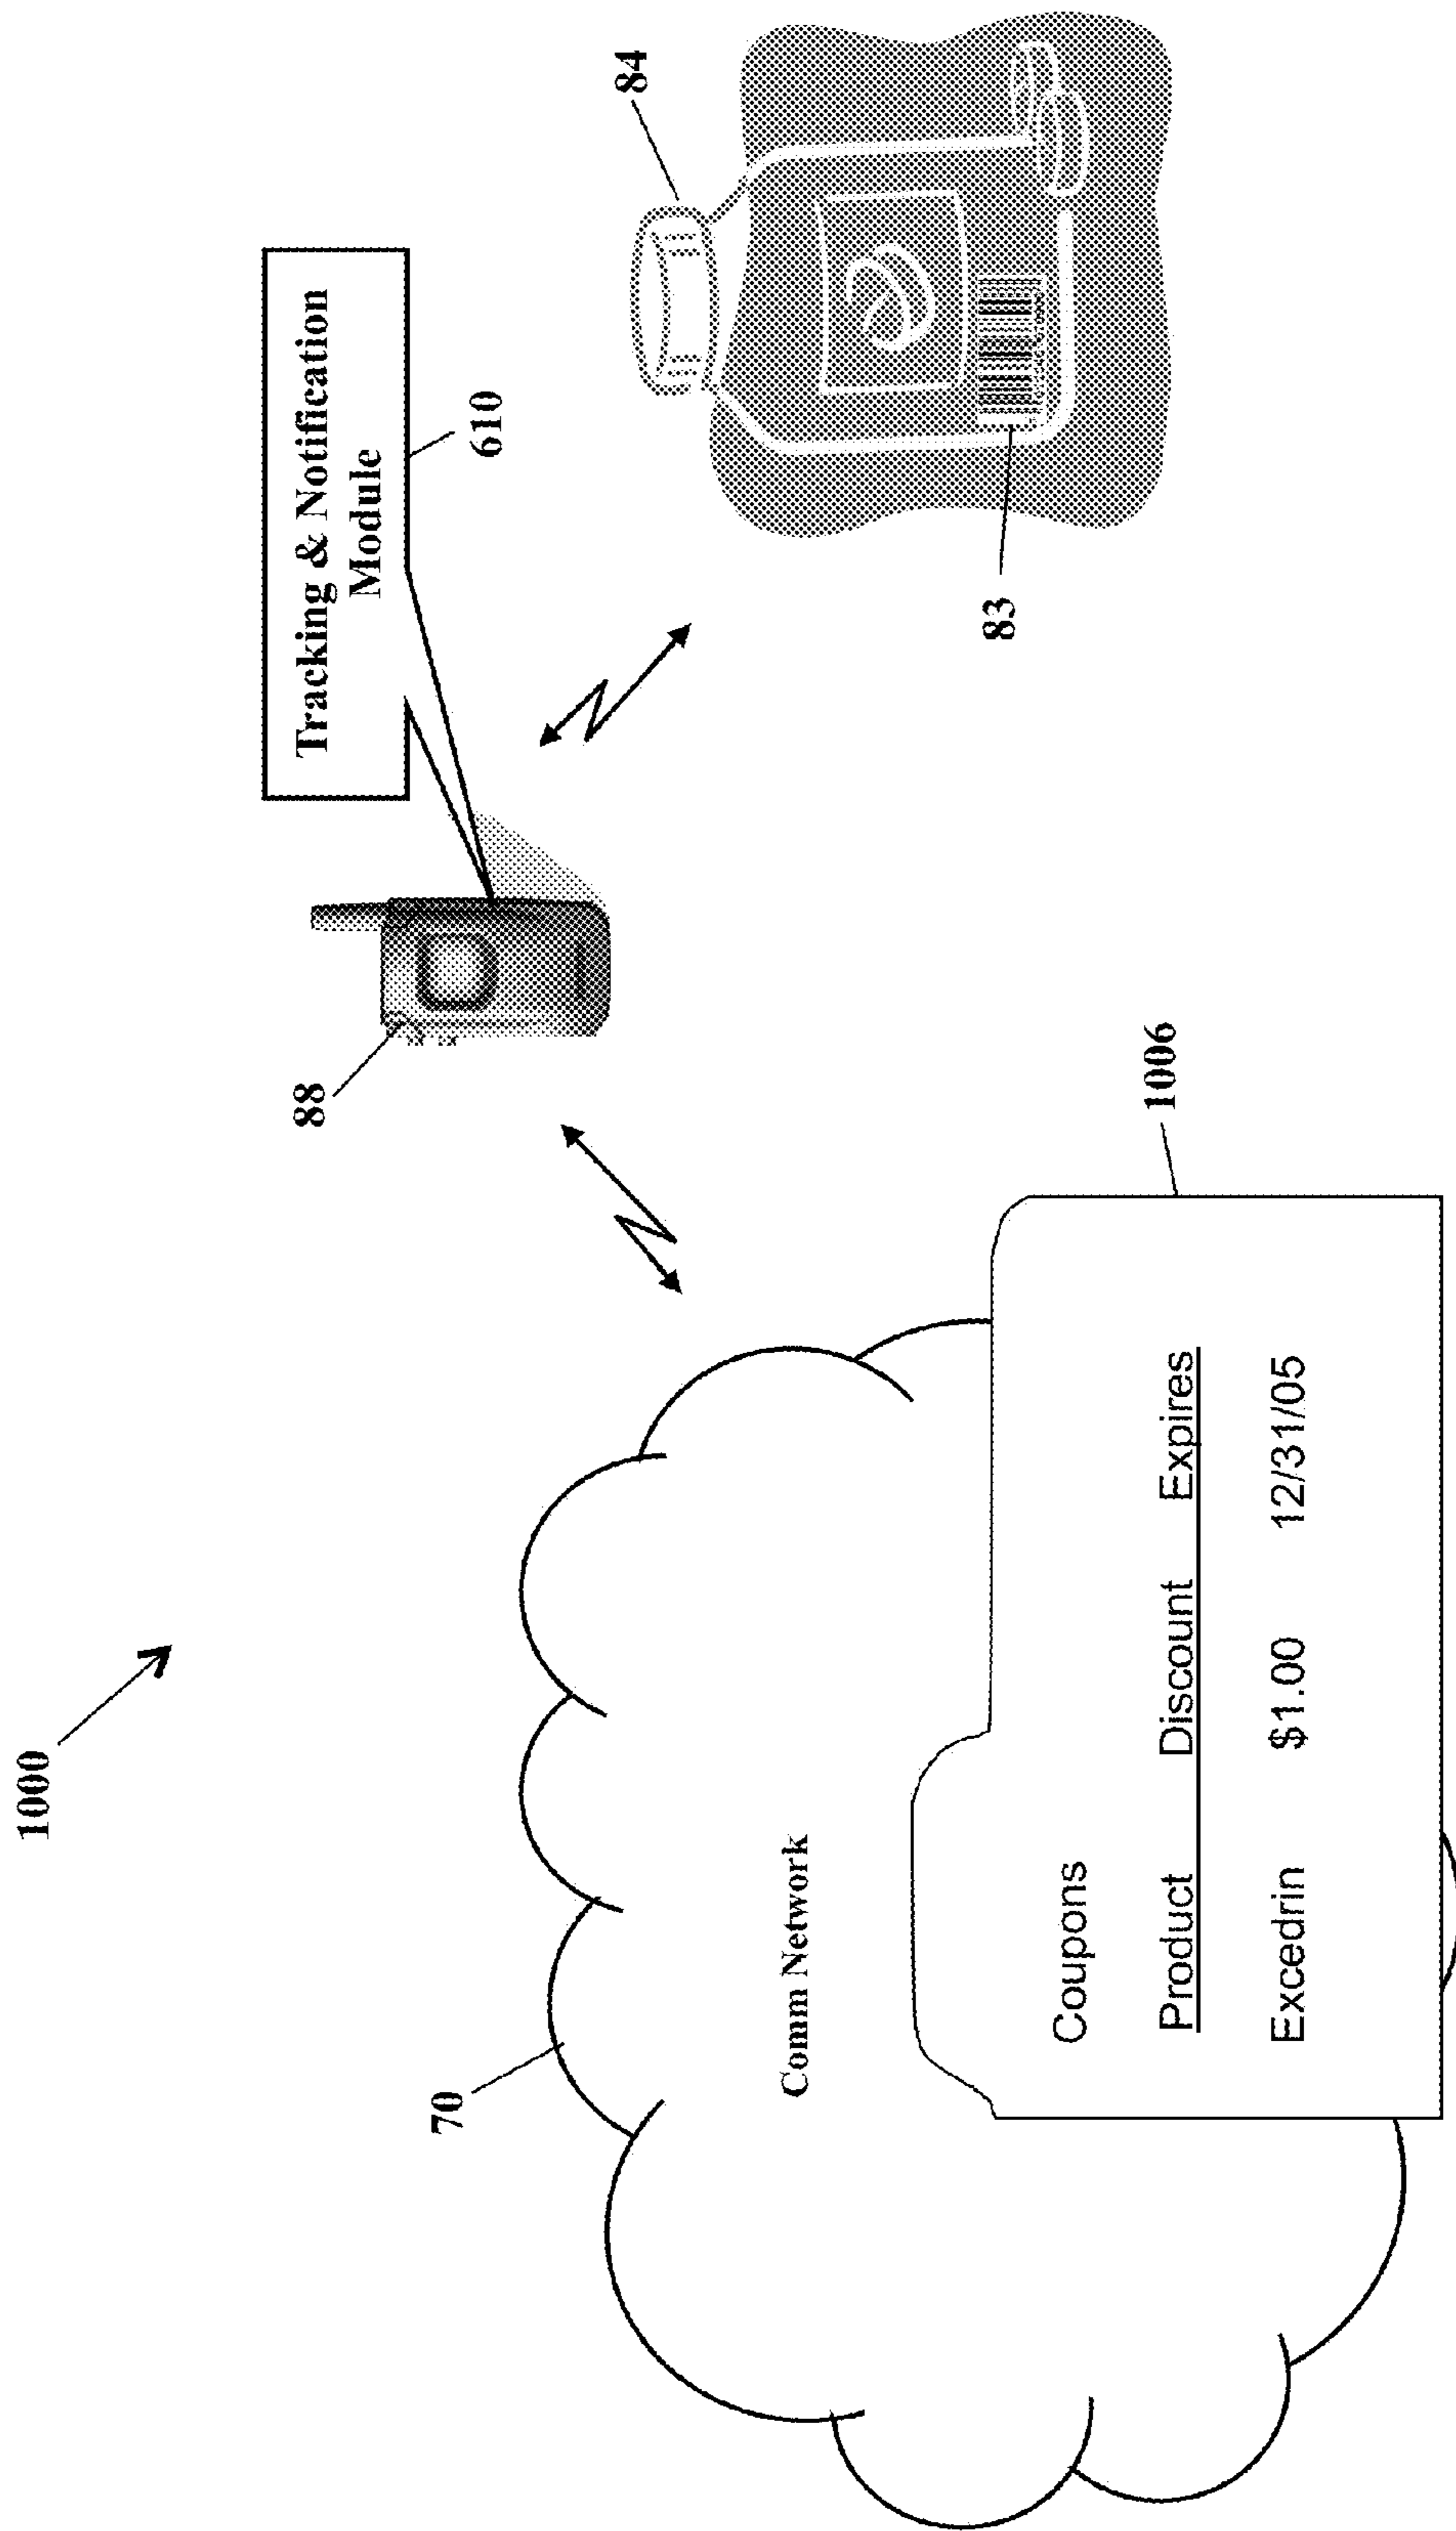 1000
Tracking & Notification
Module
610
84
88
83
70
Comm Network
1006
Coupons
Product Discount Expires
Excedrin $1.00 12/31/05